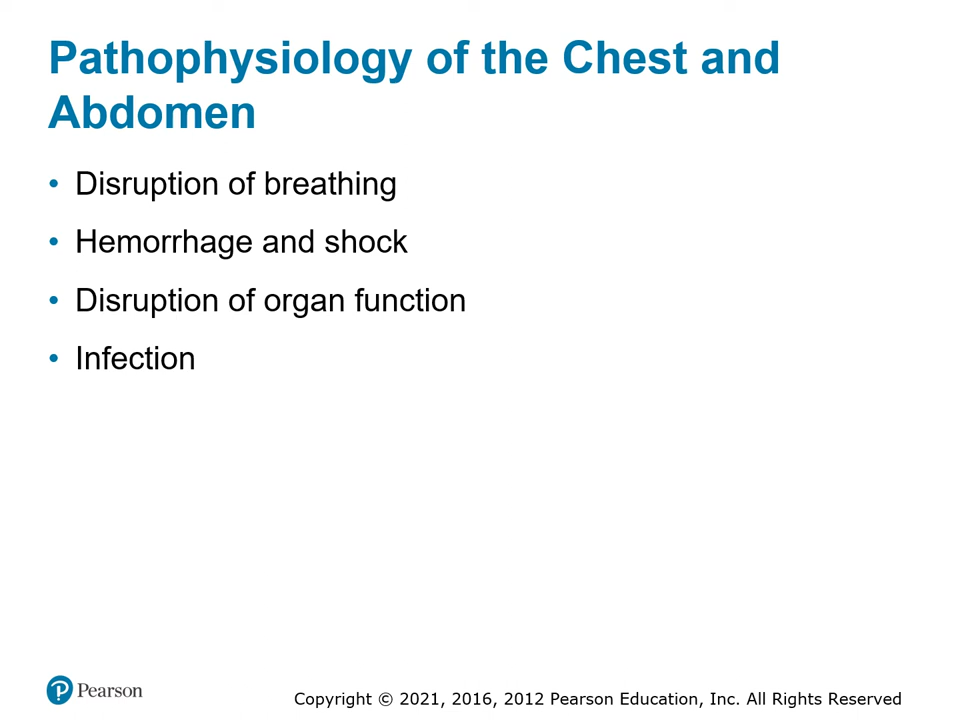 Pathophysiology of the Chest and
Abdomen
• Disruption of breathing
• Hemorrhage and shock
• Disruption of organ function
• Infection
Pearson
Copyright © 2021, 2016, 2012 Pearson Education, Inc. All Rights Reserved